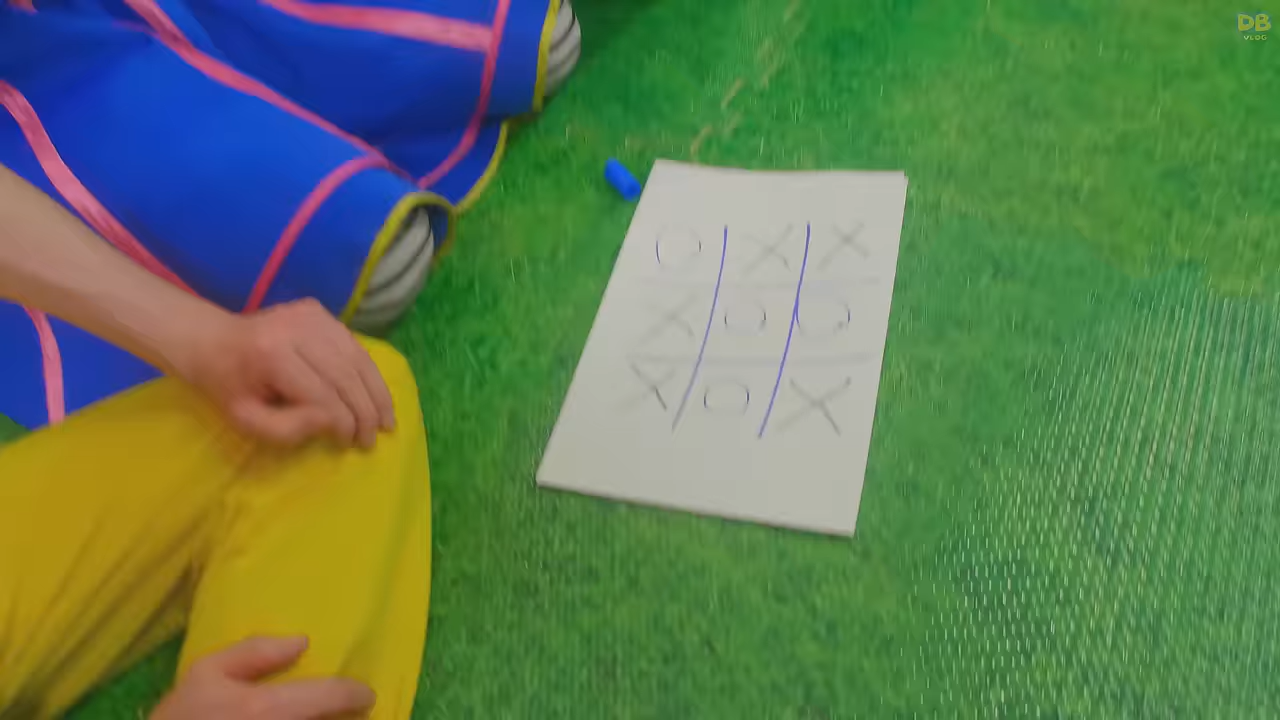 DB
VLOG
O X X
X O O
X O X